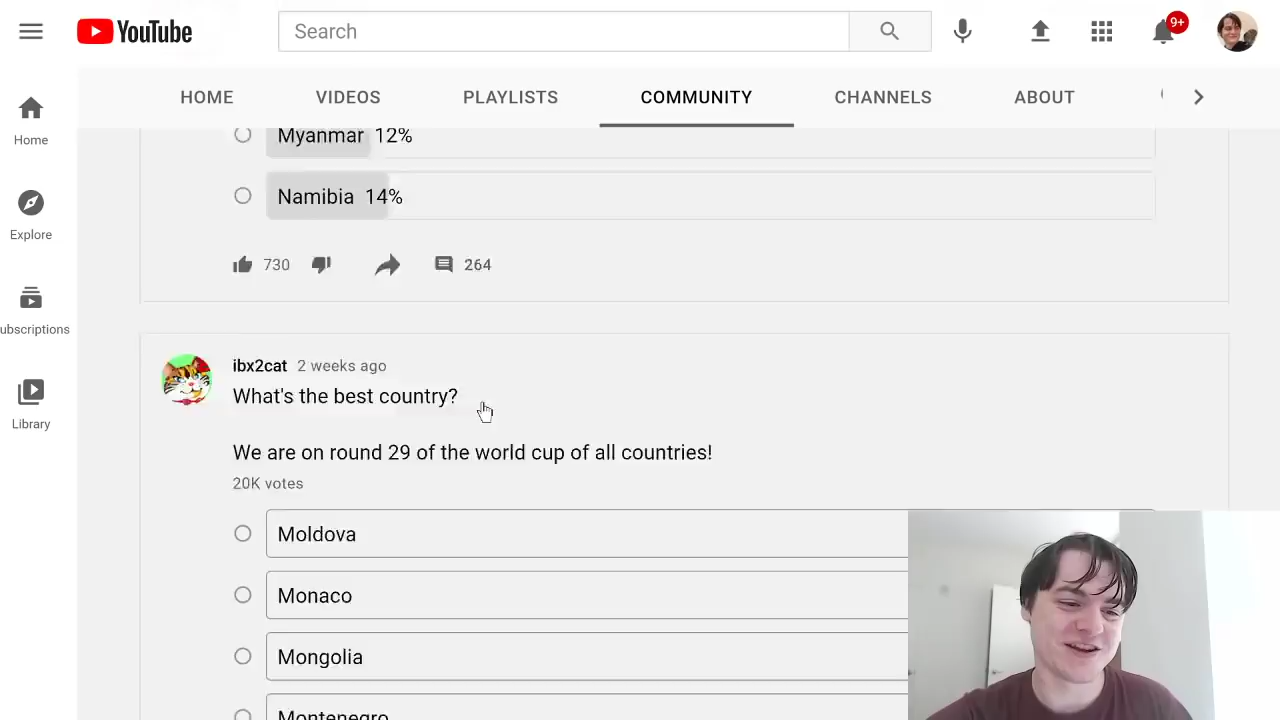 YouTube
Search
9+
Home
Explore
ubscriptions
Library
HOME VIDEOS PLAYLISTS COMMUNITY CHANNELS ABOUT
Myanmar 12%
Namibia 14%
730 264
ibx2cat 2 weeks ago
What's the best country?
We are on round 29 of the world cup of all countries!
20K votes
Moldova
Monaco
Mongolia
Montenegro